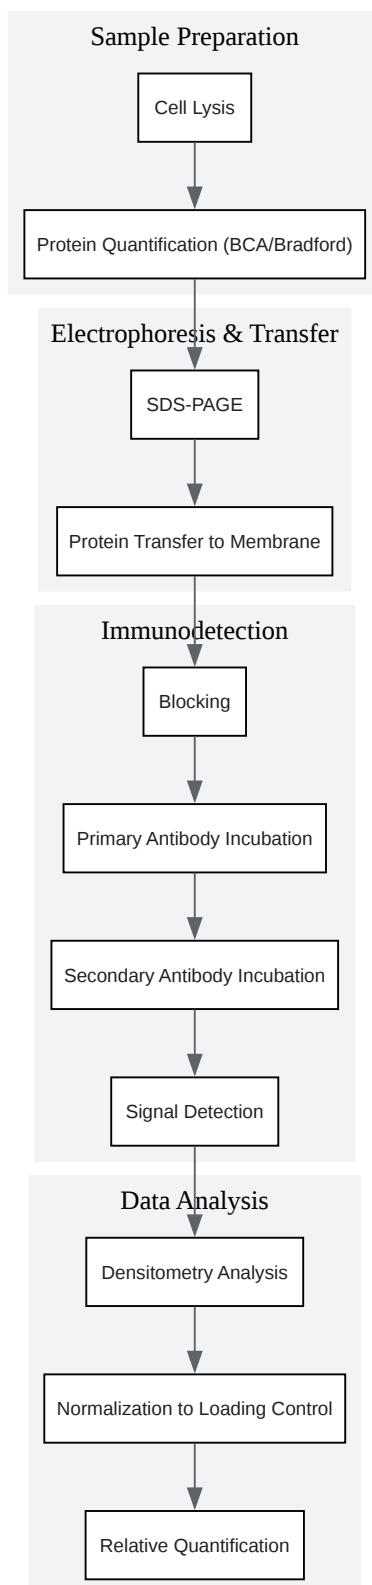 Sample Preparation
Cell Lysis
Protein Quantification (BCA/Bradford)
Electrophoresis & Transfer
SDS-PAGE
Protein Transfer to Membrane
Immunodetection
Blocking
Primary Antibody Incubation
Secondary Antibody Incubation
Signal Detection
Data Analysis
Densitometry Analysis
Normalization to Loading Control
Relative Quantification